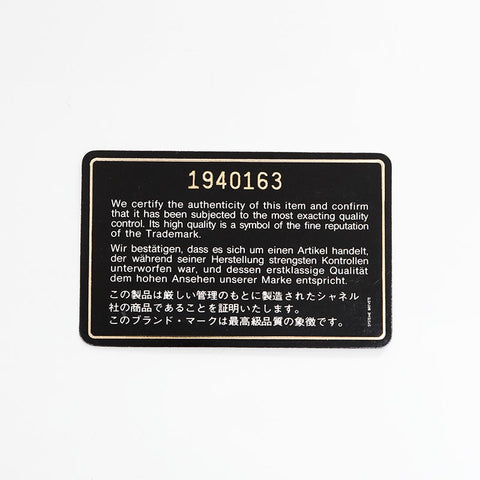 1940163
We certify the authenticity of this item and confirm
that it has been subjected to the most exacting quality
control. Its high quality is a symbol of the fine reputation
of the Trademark.
Wir bestätigen, dass es sich um einen Artikel handelt,
der während seiner Herstellung strengsten Kontrollen
unterworfen war, und dessen erstklassige Qualität
dem hohen Ansehen unserer Marke entspricht.
この製品は厳しい管理のもとに製造されたシャネル
社の商品であることを証明いたします。
このブランド・マークは最高級品質の象徴です。